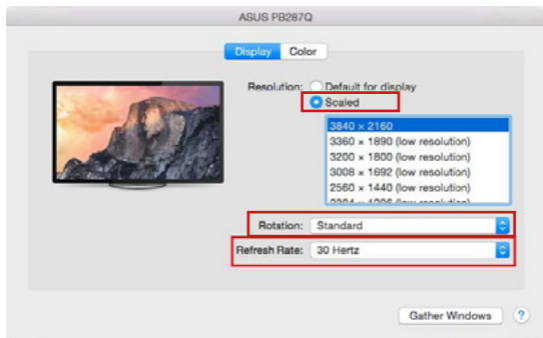 ASUS PB287Q
Display Color
Resolution: Default for display
Scaled
3840 × 2160
3360 × 1890 (low resolution)
3200 × 1800 (low resolution)
3008 × 1692 (low resolution)
2560 × 1440 (low resolution)
Rotation: Standard
Refresh Rate: 30 Hertz
Gather Windows ?